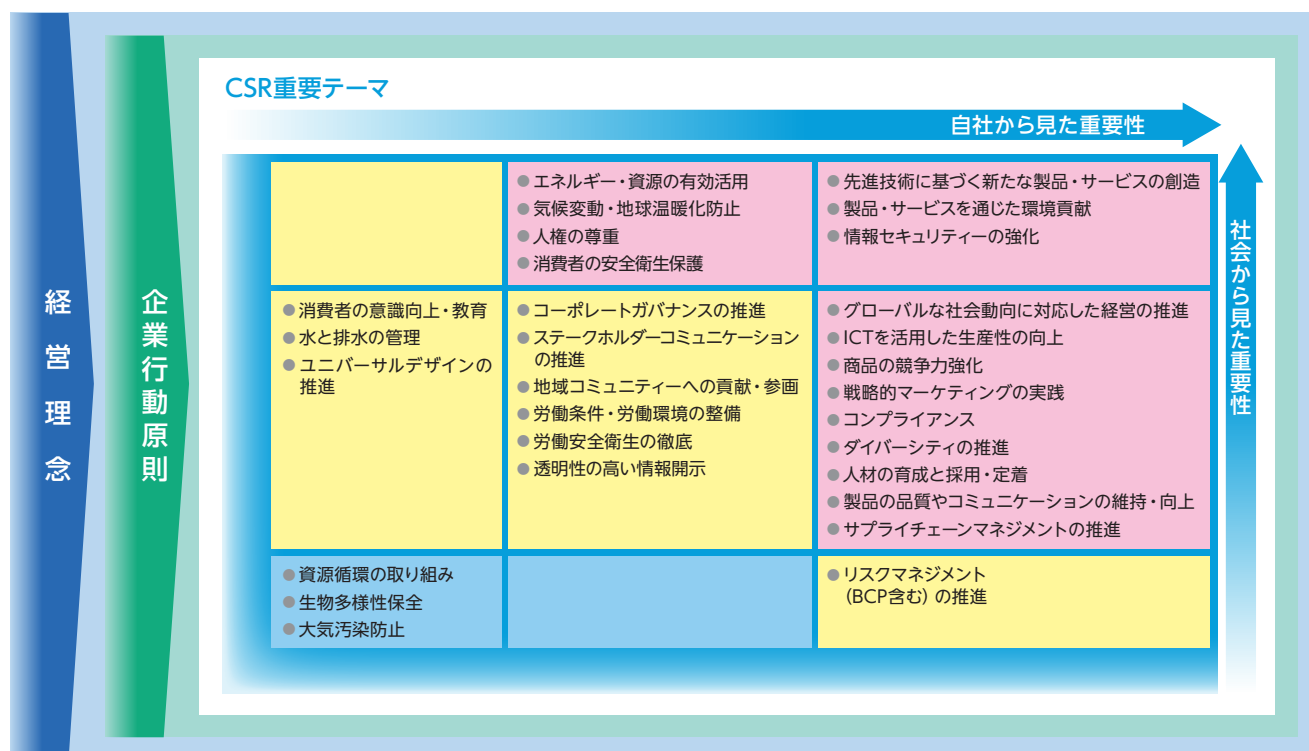 経営理念
企業行動原則
CSR重要テーマ
自社から見た重要性
社会から見た重要性
●エネルギー・資源の有効活用
●気候変動・地球温暖化防止
●人権の尊重
●消費者の安全衛生保護
●先進技術に基づく新たな製品・サービスの創造
●製品・サービスを通じた環境貢献
●情報セキュリティーの強化
●消費者の意識向上・教育
●水と排水の管理
●ユニバーサルデザインの
推進
●コーポレートガバナンスの推進
●ステークホルダーコミュニケーション
の推進
●地域コミュニティーへの貢献・参画
●労働条件・労働環境の整備
●労働安全衛生の徹底
●透明性の高い情報開示
●グローバルな社会動向に対応した経営の推進
●ICTを活用した生産性の向上
●商品の競争力強化
●戦略的マーケティングの実践
●コンプライアンス
●ダイバーシティの推進
●人材の育成と採用・定着
●製品の品質やコミュニケーションの維持・向上
●サプライチェーンマネジメントの推進
●資源循環の取り組み
●生物多様性保全
●大気汚染防止
●リスクマネジメント
(BCP含む) の推進